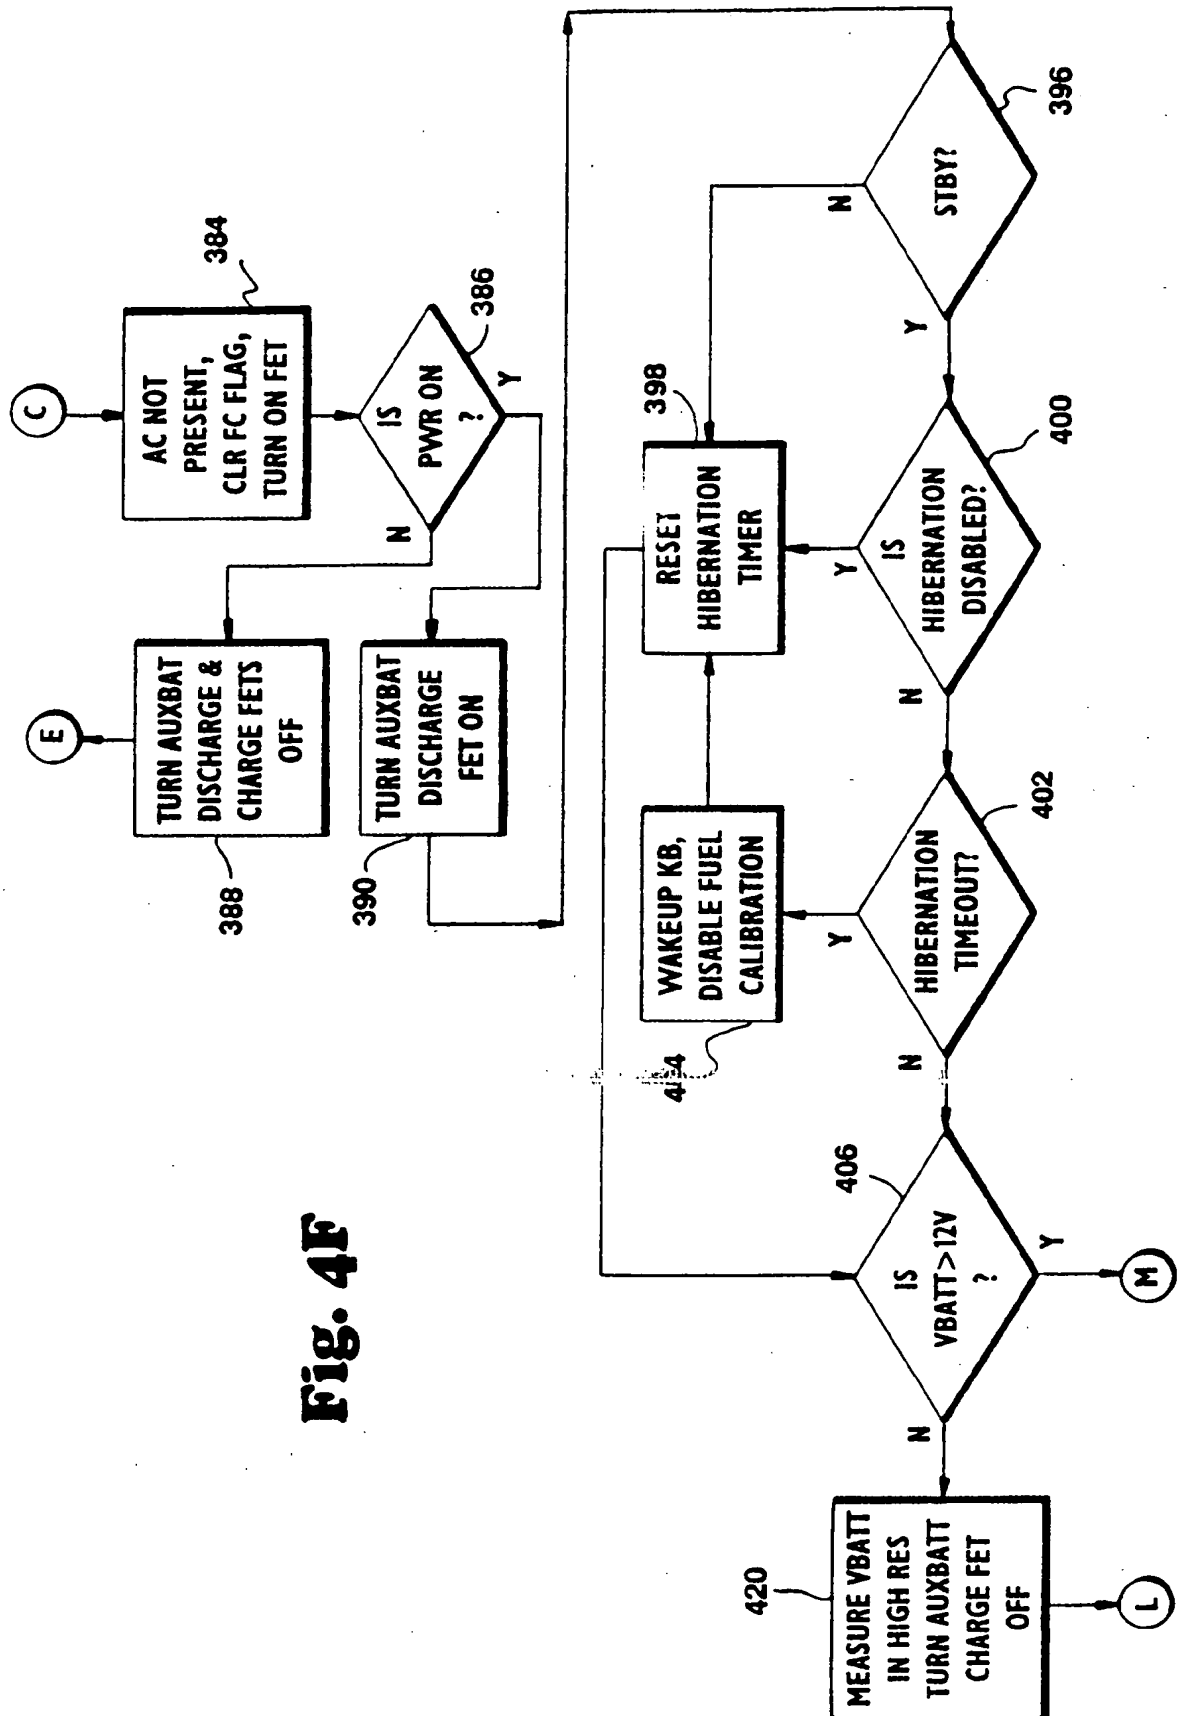 C
384
AC NOT
PRESENT,
CLR FC FLAG,
TURN ON FET
386
IS
PWR ON
?
N
Y
E
TURN AUXBAT
DISCHARGE &
CHARGE FETS
OFF
388
TURN AUXBAT
DISCHARGE
FET ON
390
396
STBY?
N
Y
398
RESET
HIBERNATION
TIMER
400
IS
HIBERNATION
DISABLED?
Y
N
402
HIBERNATION
TIMEOUT?
Y
N
WAKEUP KB,
DISABLE FUEL
CALIBRATION
406
IS
VBATT>12V
?
Y
N
M
420
MEASURE VBATT
IN HIGH RES
TURN AUXBATT
CHARGE FET
OFF
L
Fig. 4F